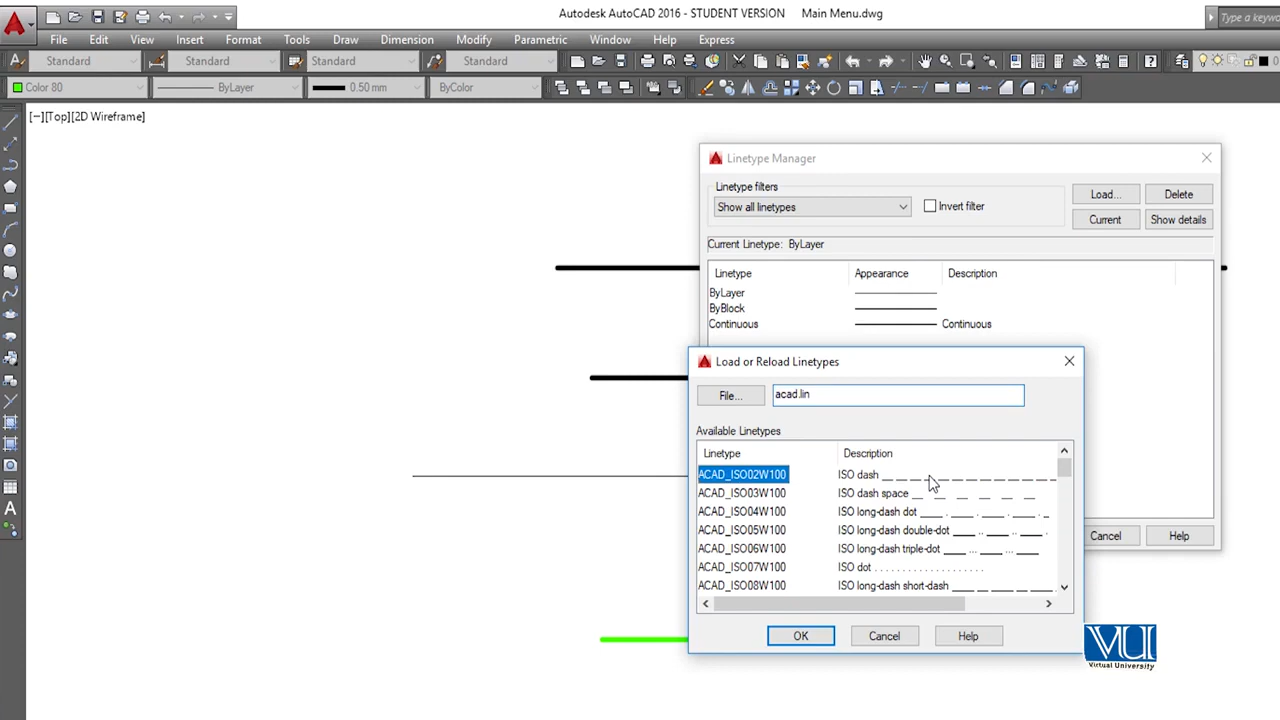 Autodesk AutoCAD 2016 - STUDENT VERSION Main Menu.dwg
Type a keyw
File Edit View Insert Format Tools Draw Dimension Modify Parametric Window Help Express
Standard Standard Standard Standard
Color 80 ByLayer 0.50 mm ByColor
[−][Top][2D Wireframe]
Linetype Manager
Linetype filters
Show all linetypes Invert filter Load... Delete
Current Show details
Current Linetype: ByLayer
Linetype Appearance Description
ByLayer
ByBlock
Continuous Continuous
Load or Reload Linetypes
File... acad.lin
Available Linetypes
Linetype Description
ACAD_ISO02W100 ISO dash
ACAD_ISO03W100 ISO dash space
ACAD_ISO04W100 ISO long-dash dot
ACAD_ISO05W100 ISO long-dash double-dot
ACAD_ISO06W100 ISO long-dash triple-dot
ACAD_ISO07W100 ISO dot
ACAD_ISO08W100 ISO long-dash short-dash
Cancel Help
OK Cancel Help
VU
Virtual University